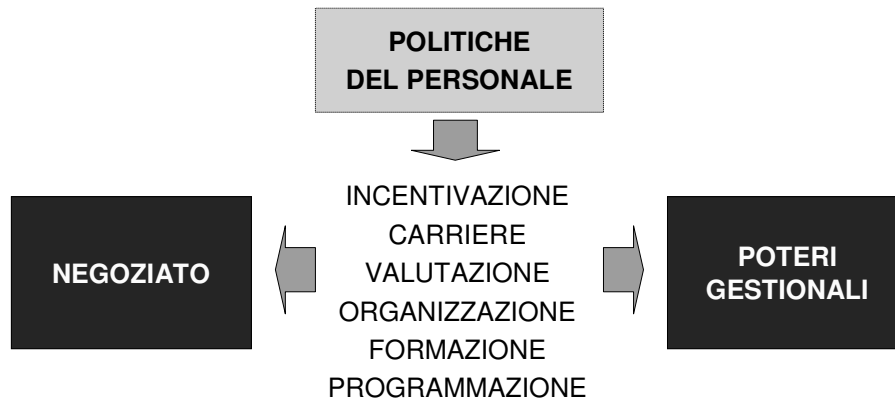 POLITICHE
DEL PERSONALE
INCENTIVAZIONE
CARRIERE
VALUTAZIONE
ORGANIZZAZIONE
FORMAZIONE
PROGRAMMAZIONE
NEGOZIATO
POTERI
GESTIONALI